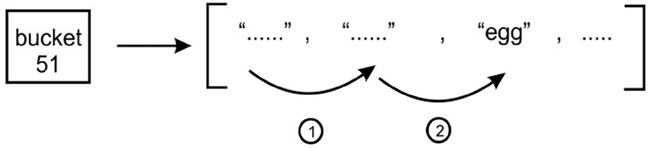 bucket
51
“......” , “......” , “egg” , .....
1
2